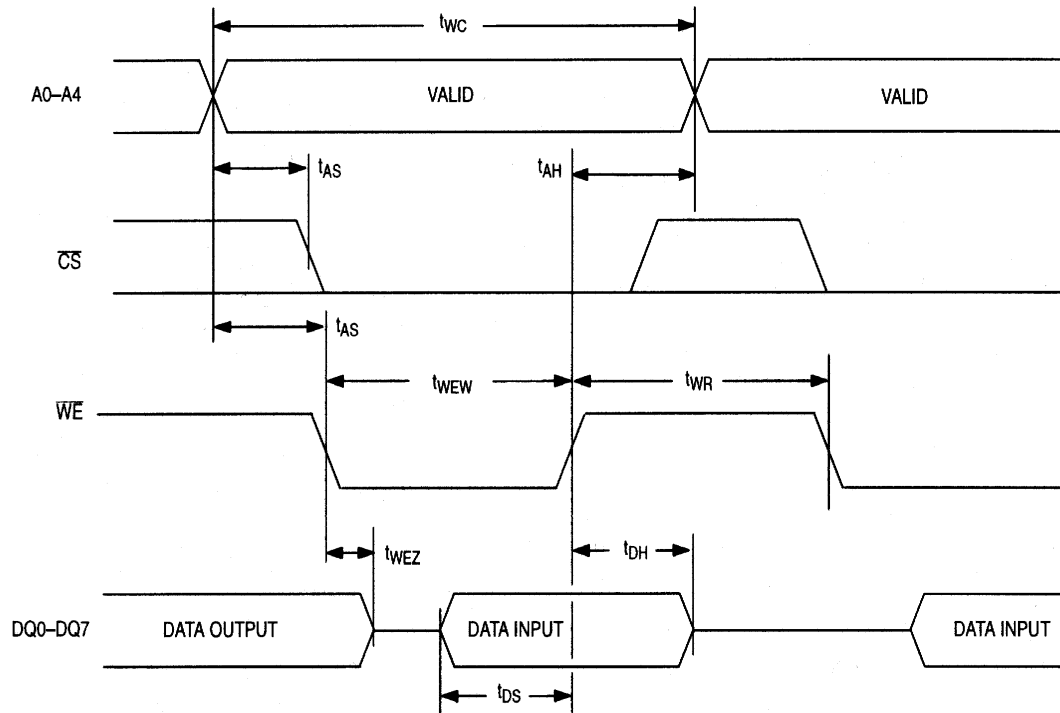 tWC
A0–A4
VALID
VALID
tAS
tAH
CS
tAS
tWEW
tWR
WE
tWEZ
tDH
DQ0–DQ7
DATA OUTPUT
DATA INPUT
DATA INPUT
tDS